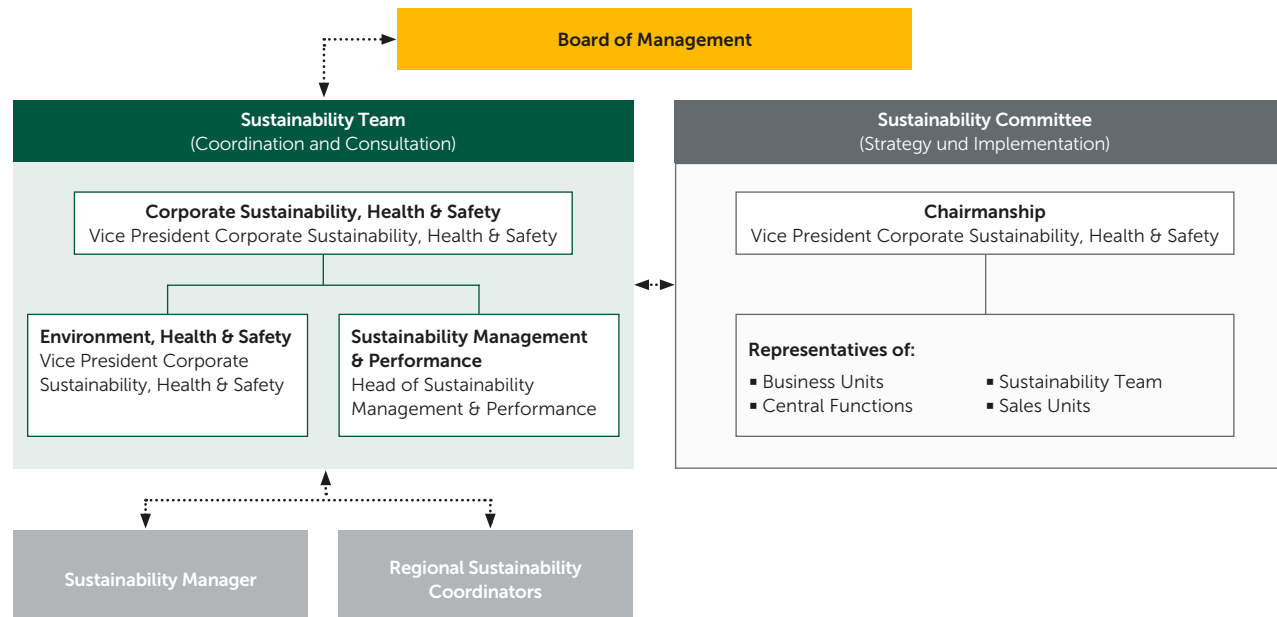 Board of Management
Sustainability Team
(Coordination and Consultation)
Corporate Sustainability, Health & Safety
Vice President Corporate Sustainability, Health & Safety
Environment, Health & Safety
Vice President Corporate
Sustainability, Health & Safety
Sustainability Management
& Performance
Head of Sustainability
Management & Performance
Sustainability Committee
(Strategy und Implementation)
Chairmanship
Vice President Corporate Sustainability, Health & Safety
Representatives of:
▪ Business Units
▪ Central Functions
▪ Sustainability Team
▪ Sales Units
Sustainability Manager
Regional Sustainability
Coordinators